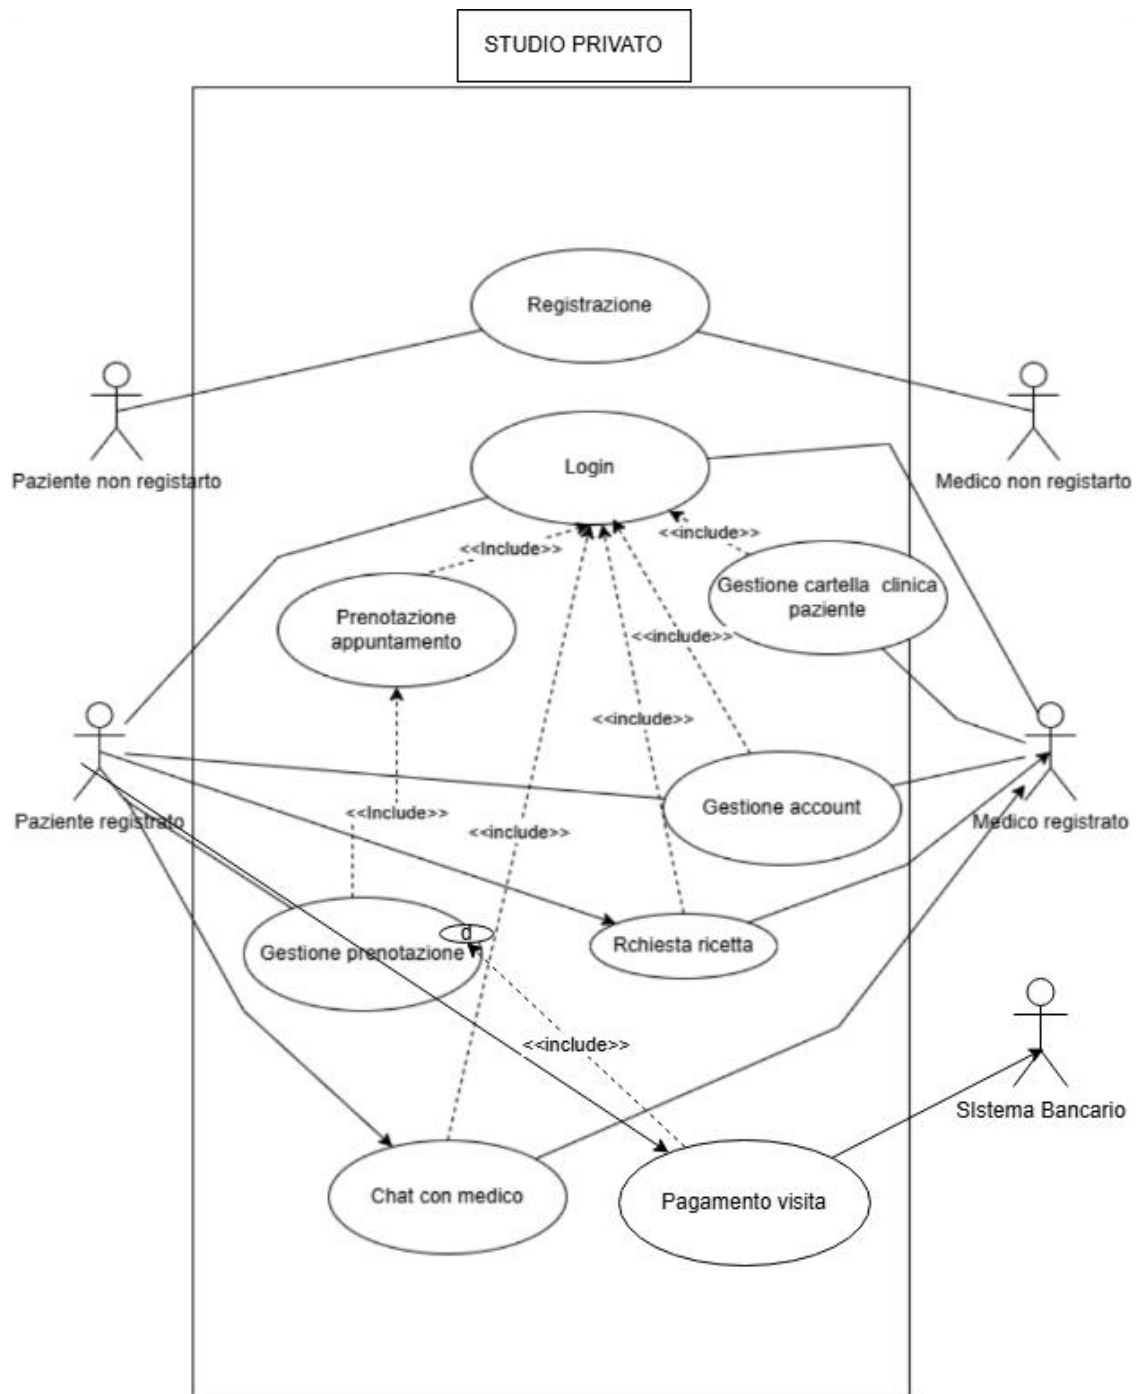 STUDIO PRIVATO
Registrazione
Paziente non registarto
Medico non registarto
Login
<<Include>>
<<include>>
Gestione cartella clinica
paziente
Prenotazione
appuntamento
<<include>>
<<include>>
Gestione account
<<Include>>
<<include>>
Paziente registrato
Medico registrato
d
Gestione prenotazione
Rchiesta ricetta
<<include>>
SIstema Bancario
Chat con medico
Pagamento visita